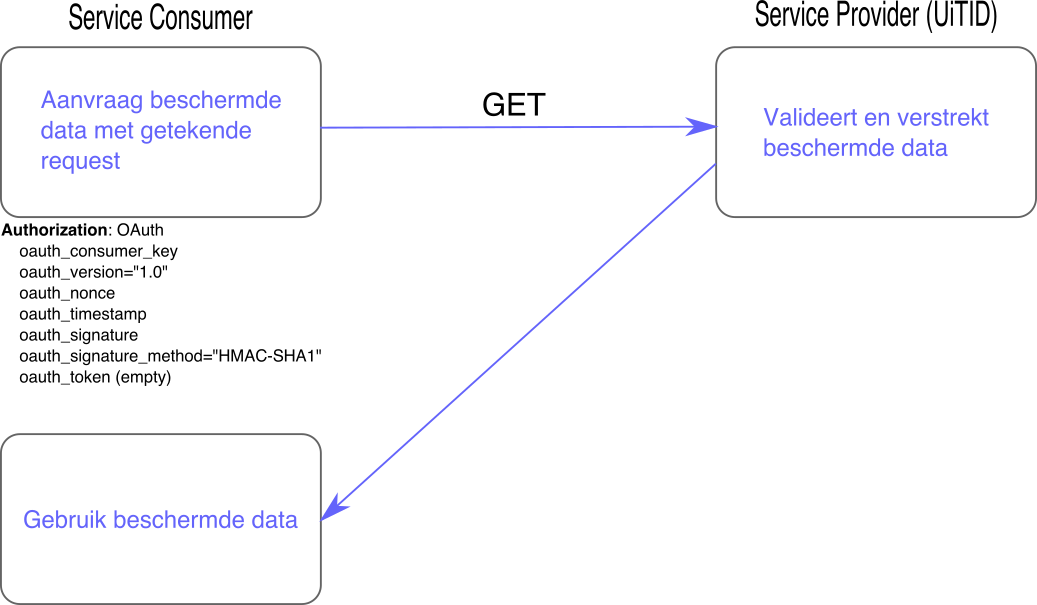 Service Consumer
Service Provider (UiTID)
Aanvraag beschermde
data met getekende
request
GET
Valideert en verstrekt
beschermde data
Authorization: OAuth
oauth_consumer_key
oauth_version="1.0"
oauth_nonce
oauth_timestamp
oauth_signature
oauth_signature_method="HMAC-SHA1"
oauth_token (empty)
Gebruik beschermde data